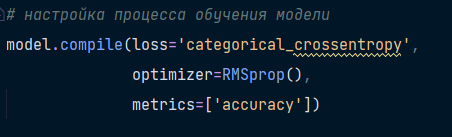 # настройка процесса обучения модели
model.compile(loss='categorical_crossentropy',
optimizer=RMSprop(),
metrics=['accuracy'])